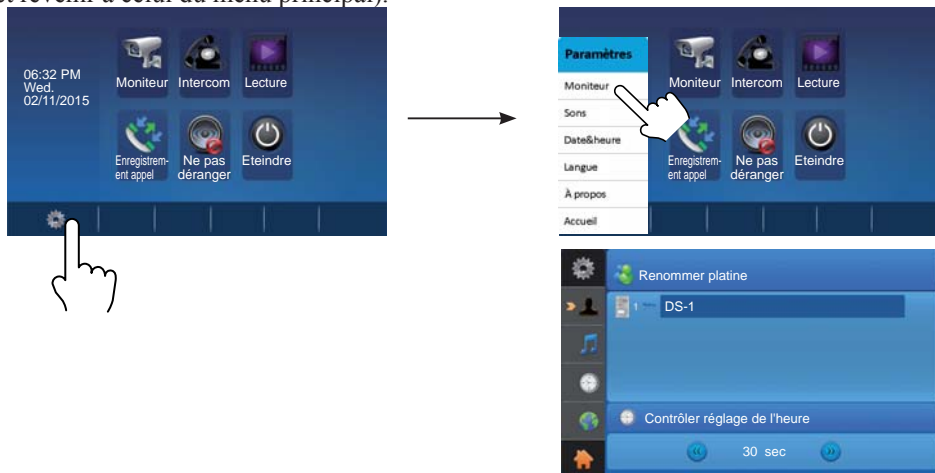 et revenir à celui du menu principal).
06:32 PM
Wed.
02/11/2015
Moniteur Intercom Lecture
Enregistrem-
ent appel
Ne pas
déranger
Eteindre
Paramètres
Moniteur
Sons
Date&heure
Langue
À propos
Accueil
Moniteur Intercom Lecture
Enregistrem-
ent appel
Ne pas
déranger
Eteindre
Renommer platine
1 DS-1
Contrôler réglage de l'heure
30 sec